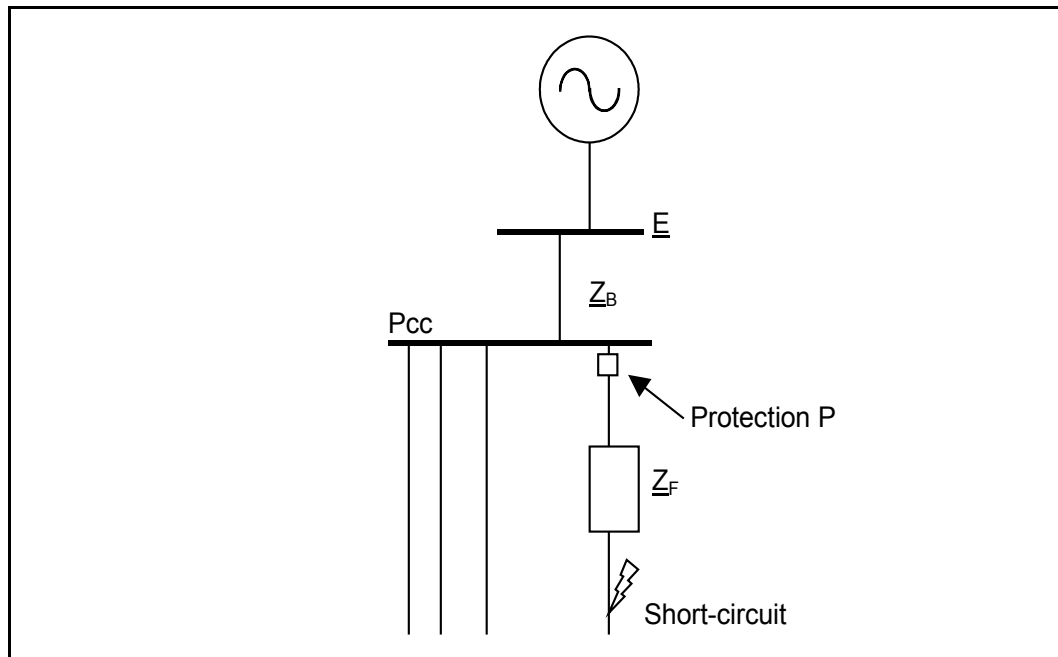 E
Z_B
Pcc
Protection P
Z_F
Short-circuit